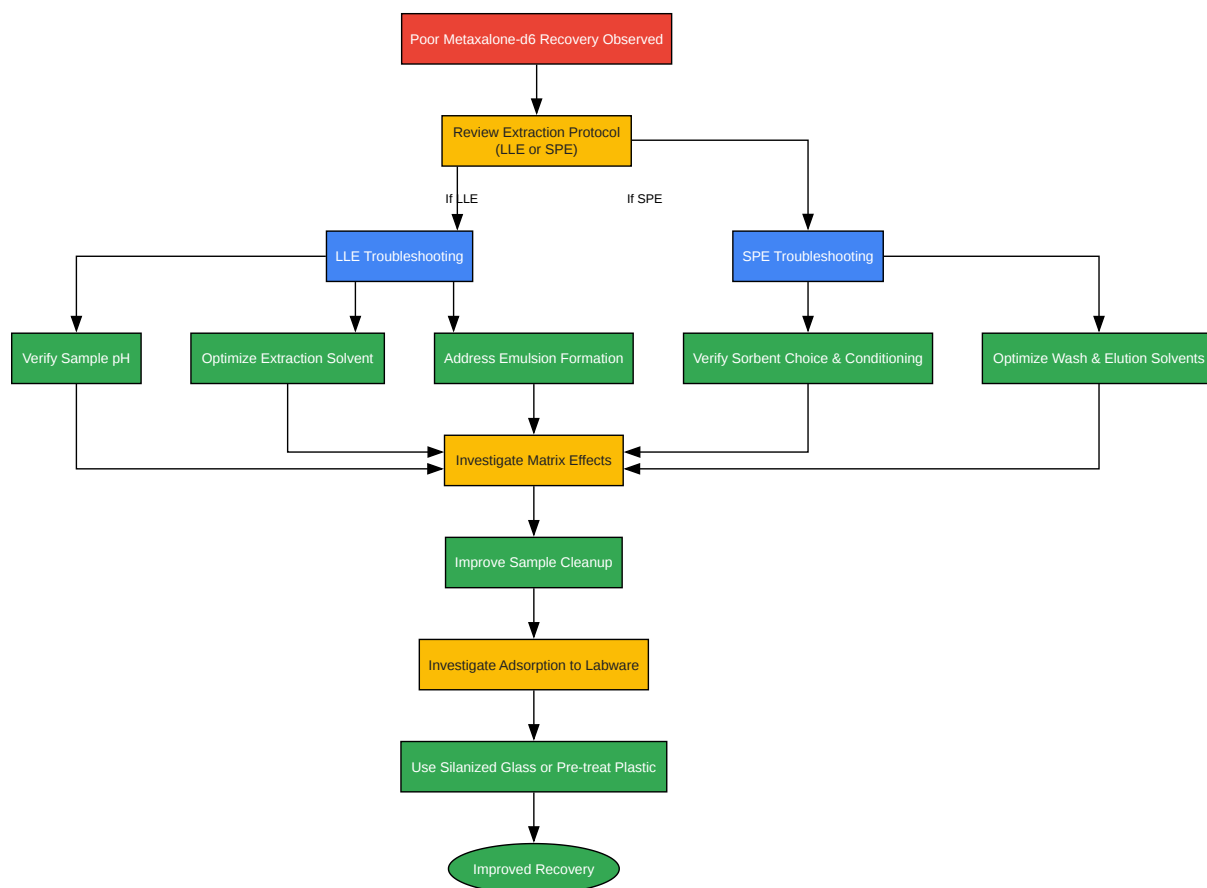 Poor Metaxalone-d6 Recovery Observed
Review Extraction Protocol
(LLE or SPE)
If LLE
If SPE
LLE Troubleshooting
SPE Troubleshooting
Verify Sample pH
Optimize Extraction Solvent
Address Emulsion Formation
Verify Sorbent Choice & Conditioning
Optimize Wash & Elution Solvents
Investigate Matrix Effects
Improve Sample Cleanup
Investigate Adsorption to Labware
Use Silanized Glass or Pre-treat Plastic
Improved Recovery